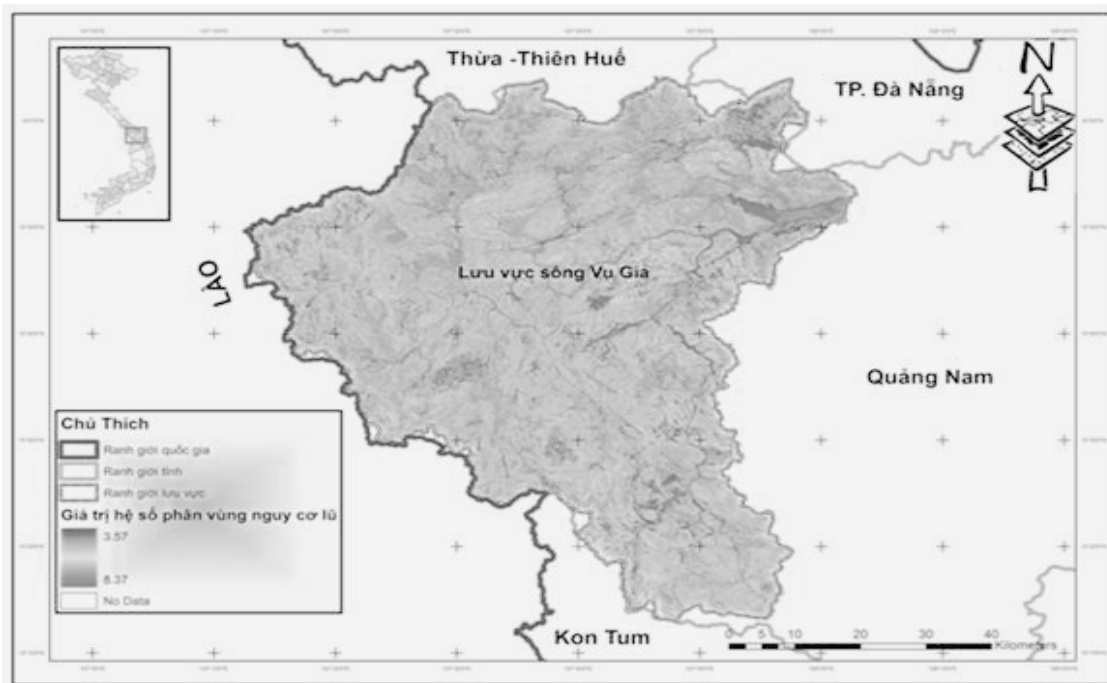 Thừa -Thiên Huế
N
TP. Đà Nẵng
LÀO
Lưu vực sông Vu Gia
Quảng Nam
Chú Thích
Ranh giới quốc gia
Ranh giới tỉnh
Ranh giới lưu vực
Giá trị hệ số phân vùng nguy cơ lũ
3.57
8.37
No Data
Kon Tum
0 5 10 20 30 40
Kilometers